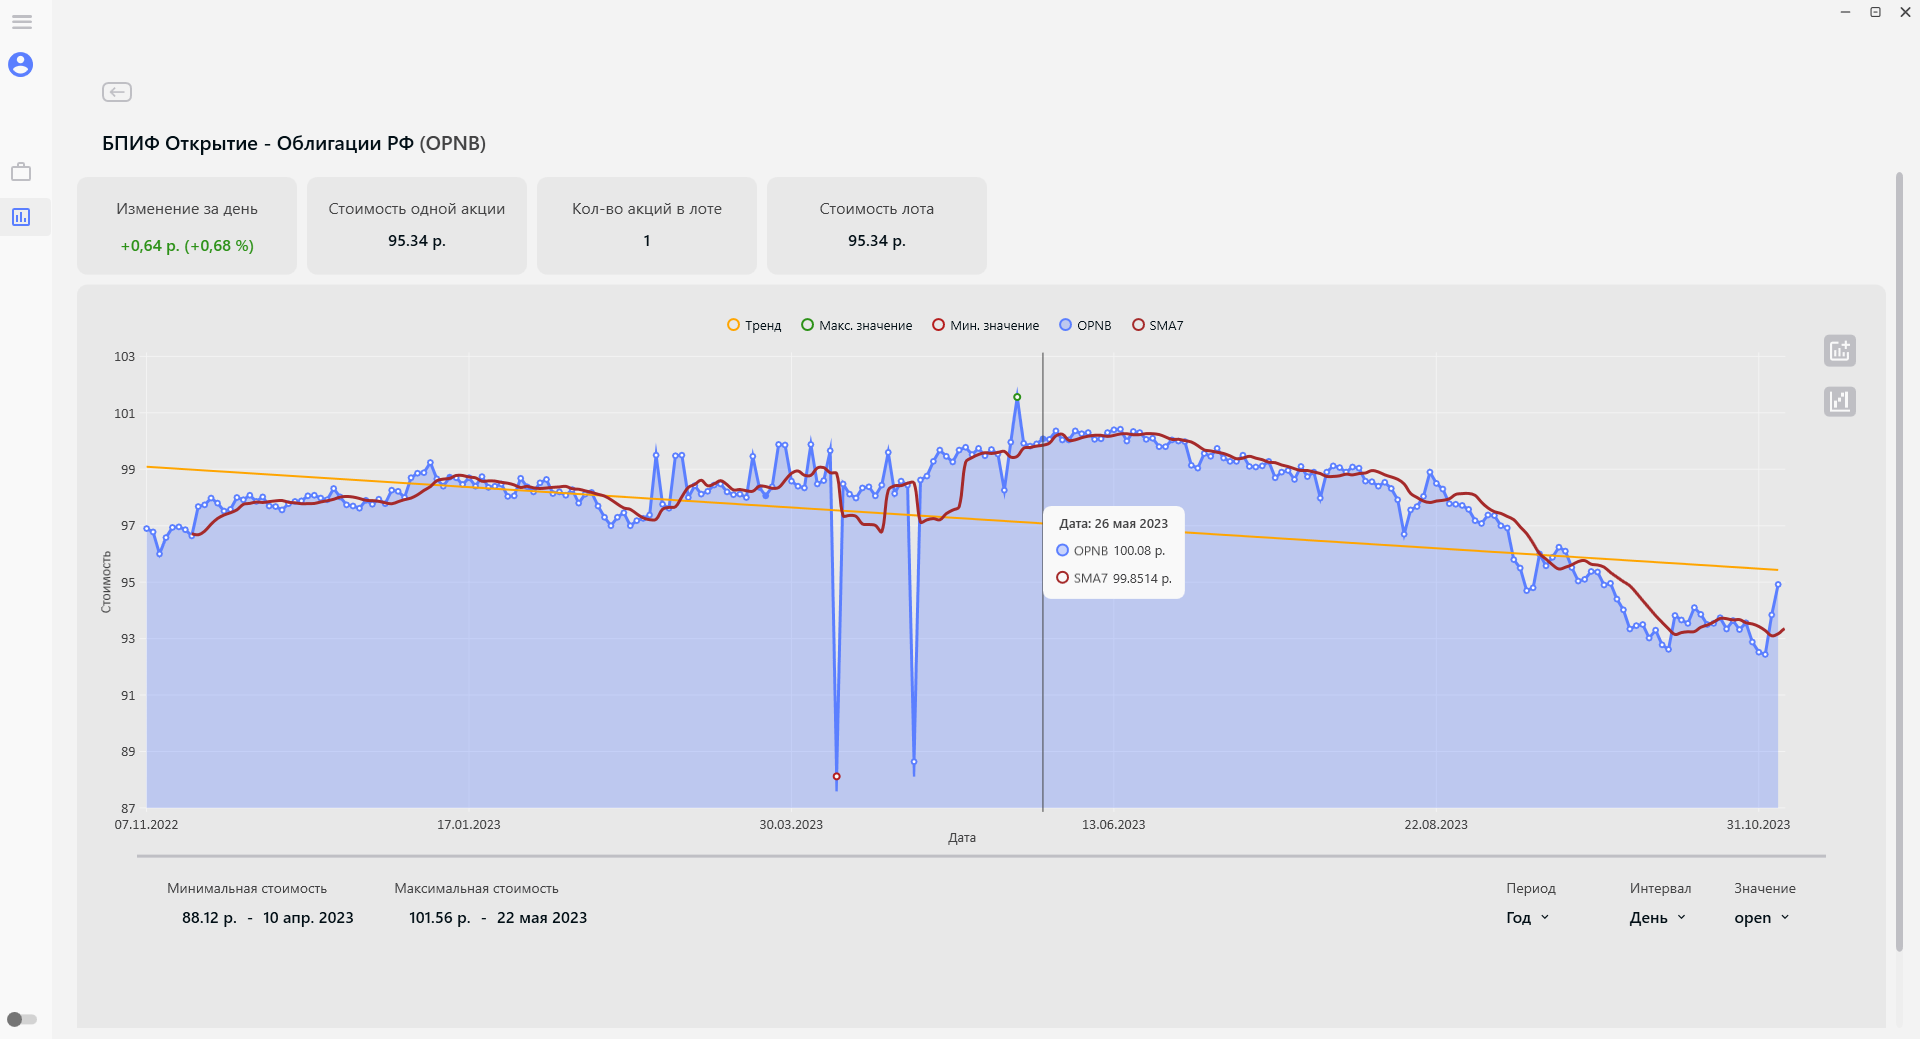 БПИФ Открытие - Облигации РФ (OPNB)
Изменение за день
+0,64 р. (+0,68 %)
Стоимость одной акции
95.34 р.
Кол-во акций в лоте
1
Стоимость лота
95.34 р.
Тренд Макс. значение Мин. значение OPNB SMA7
103
101
99
97
95
93
91
89
87
Стоимость
Дата: 26 мая 2023
OPNB 100.08 р.
SMA7 99.8514 р.
07.11.2022 17.01.2023 30.03.2023 13.06.2023 22.08.2023 31.10.2023
Дата
Минимальная стоимость
88.12 р. - 10 апр. 2023
Максимальная стоимость
101.56 р. - 22 мая 2023
Период
Год
Интервал
День
Значение
open